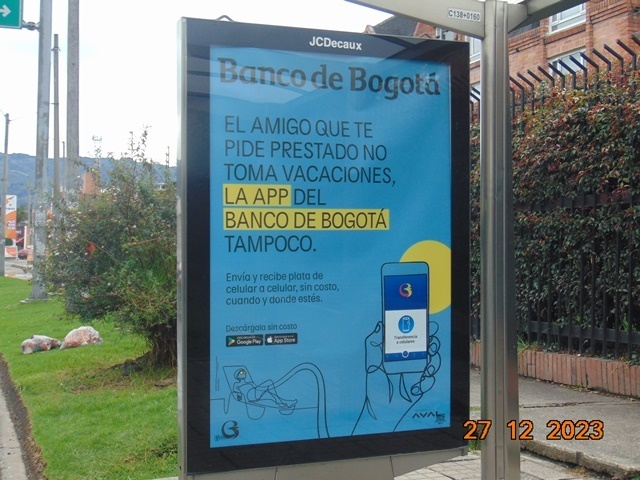 C138+0160
JCDecaux
Banco de Bogotá
EL AMIGO QUE TE
PIDE PRESTADO NO
TOMA VACACIONES,
LA APP DEL
BANCO DE BOGOTÁ
TAMPOCO.
Envía y recibe plata de
celular a celular, sin costo,
cuando y donde estés.
Descárgala sin costo
Google Play
App Store
Transferencia
a celulares
AVAL
27 12 2023